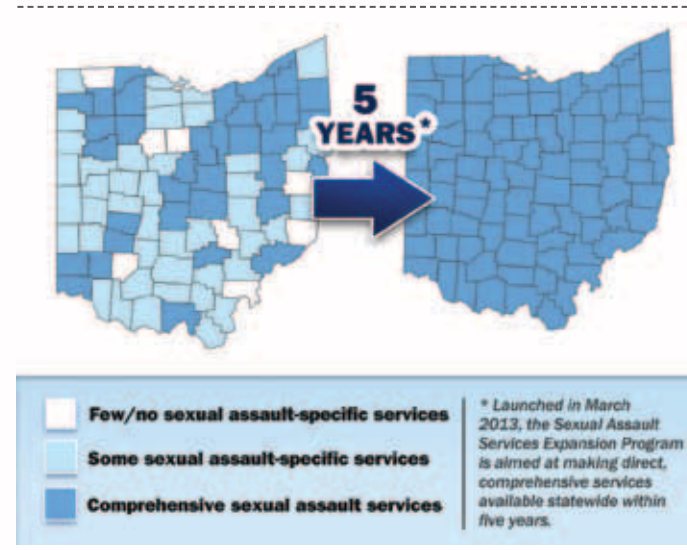 5
YEARS*
Few/no sexual assault-specific services
Some sexual assault-specific services
Comprehensive sexual assault services
* Launched in March
2013, the Sexual Assault
Services Expansion Program
is aimed at making direct,
comprehensive services
available statewide within
five years.